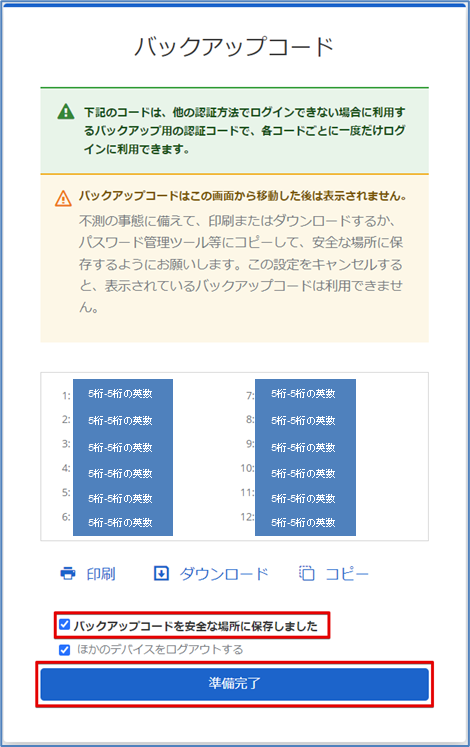 バックアップコード
下記のコードは、他の認証方法でログインできない場合に利用す
るバックアップ用の認証コードで、各コードごとに一度だけログ
インに利用できます。
バックアップコードはこの画面から移動した後は表示されません。
不測の事態に備えて、印刷またはダウンロードするか、
パスワード管理ツール等にコピーして、安全な場所に保
存するようにお願いします。この設定をキャンセルする
と、表示されているバックアップコードは利用できませ
ん。
1: 5桁-5桁の英数
2: 5桁-5桁の英数
3: 5桁-5桁の英数
4: 5桁-5桁の英数
5: 5桁-5桁の英数
6: 5桁-5桁の英数
7: 5桁-5桁の英数
8: 5桁-5桁の英数
9: 5桁-5桁の英数
10: 5桁-5桁の英数
11: 5桁-5桁の英数
12: 5桁-5桁の英数
印刷 ダウンロード コピー
バックアップコードを安全な場所に保存しました
ほかのデバイスをログアウトする
準備完了